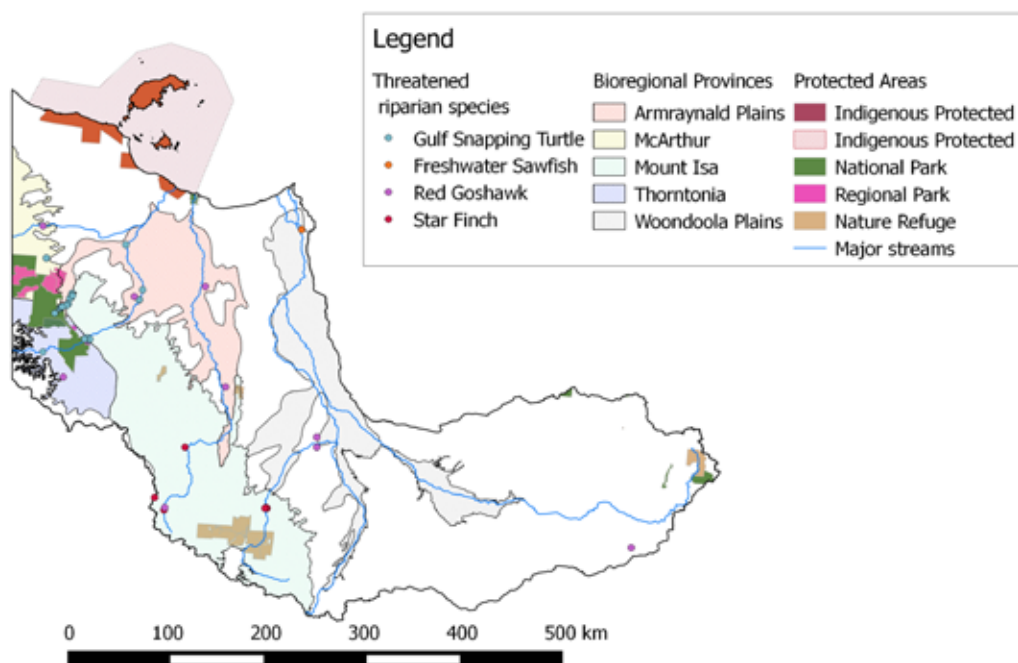 Legend
Threatened
riparian species
Gulf Snapping Turtle
Freshwater Sawfish
Red Goshawk
Star Finch
Bioregional Provinces
Armraynald Plains
McArthur
Mount Isa
Thorntonia
Woondoola Plains
Protected Areas
Indigenous Protected
Indigenous Protected
National Park
Regional Park
Nature Refuge
Major streams
0 100 200 300 400 500 km